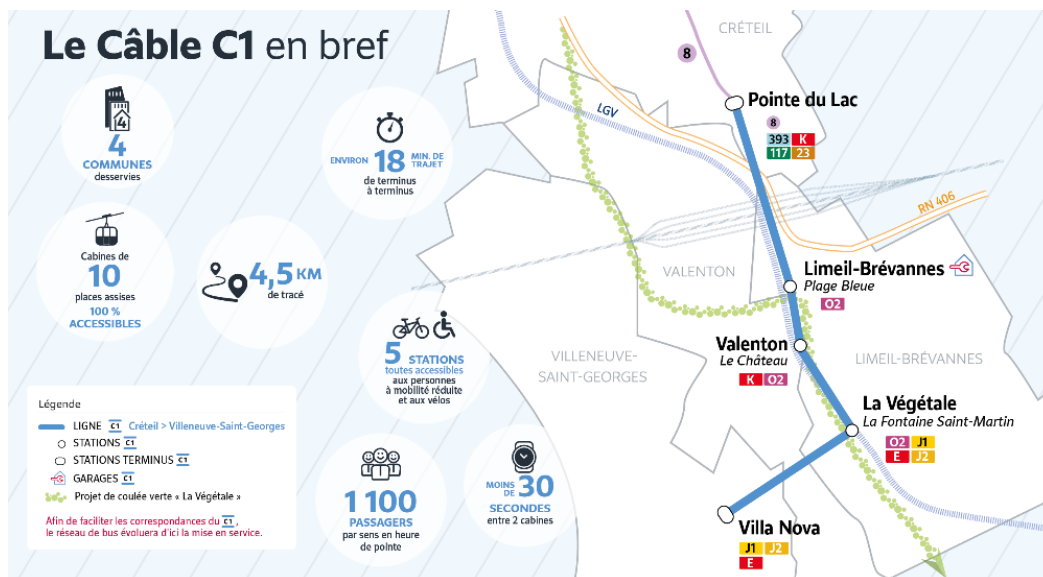 Le Câble C1 en bref
4
4
COMMUNES
desservies
ENVIRON 18 MIN. DE TRAJET
de terminus
à terminus
Cabines de
10
places assises
100 %
ACCESSIBLES
4,5 KM
de tracé
5 STATIONS
toutes accessibles
aux personnes
à mobilité réduite
et aux vélos
1 100
PASSAGERS
par sens en heure
de pointe
MOINS DE 30
SECONDES
entre 2 cabines
Légende
LIGNE C1 Créteil > Villeneuve-Saint-Georges
STATIONS C1
STATIONS TERMINUS C1
GARAGES C1
Projet de coulée verte « La Végétale »
Afin de faciliter les correspondances du C1,
le réseau de bus évoluera d'ici la mise en service.
CRÉTEIL
8
LGV
Pointe du Lac
8
393 K
117 23
RN 406
VALENTON
Limeil-Brévannes
Plage Bleue
O2
Valenton
Le Château
K O2
VILLENEUVE-
SAINT-GEORGES
LIMEIL-BRÉVANNES
La Végétale
La Fontaine Saint-Martin
O2 J1
E J2
Villa Nova
J1 J2
E